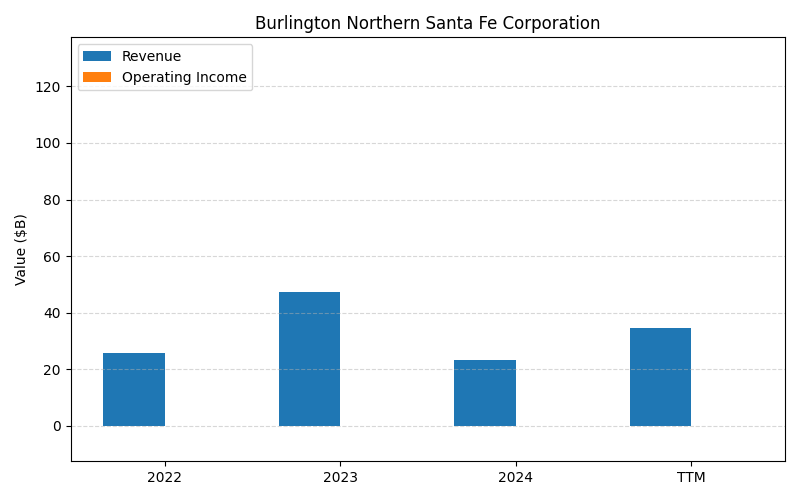 Burlington Northern Santa Fe Corporation
Revenue
Operating Income
Value ($B)
120
100
80
60
40
20
0
2022 2023 2024 TTM